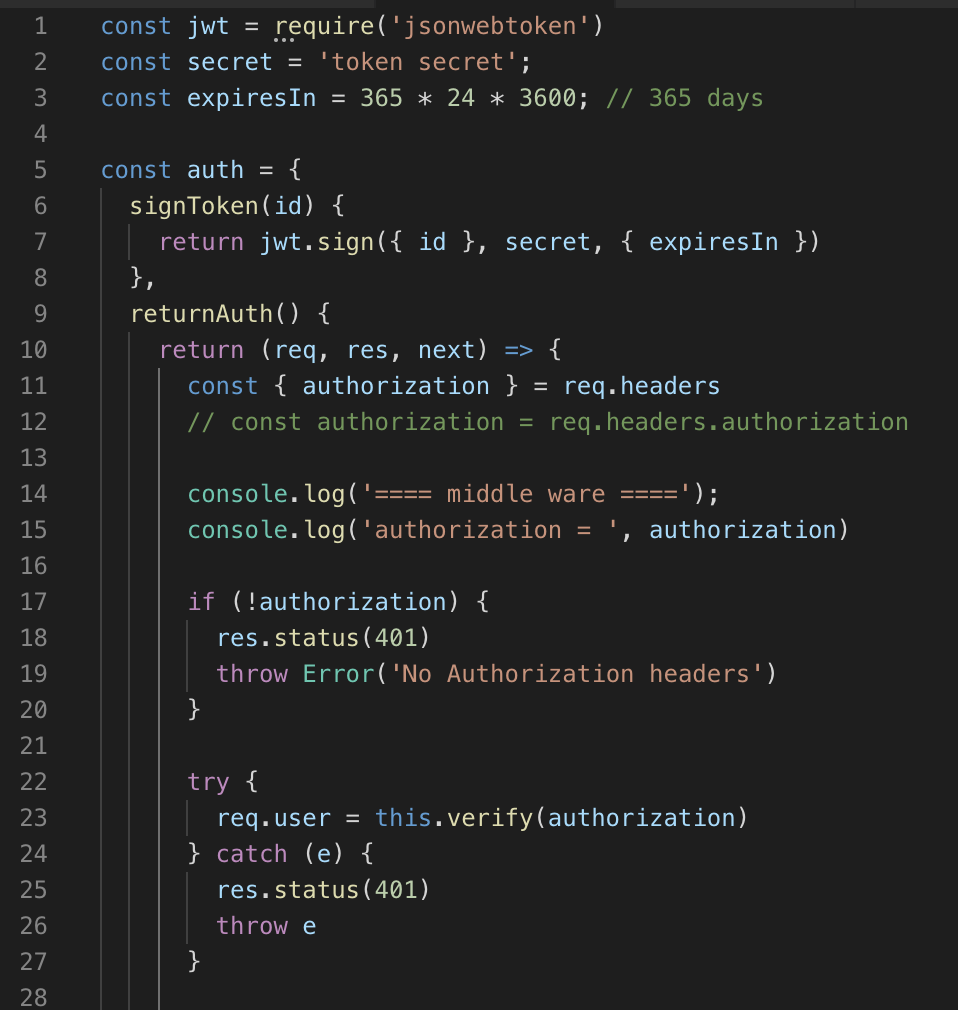 1 const jwt = require('jsonwebtoken')
2 const secret = 'token secret';
3 const expiresIn = 365 * 24 * 3600; // 365 days
4
5 const auth = {
6 signToken(id) {
7 return jwt.sign({ id }, secret, { expiresIn })
8 },
9 returnAuth() {
10 return (req, res, next) => {
11 const { authorization } = req.headers
12 // const authorization = req.headers.authorization
13
14 console.log('==== middle ware ====');
15 console.log('authorization = ', authorization)
16
17 if (!authorization) {
18 res.status(401)
19 throw Error('No Authorization headers')
20 }
21
22 try {
23 req.user = this.verify(authorization)
24 } catch (e) {
25 res.status(401)
26 throw e
27 }
28